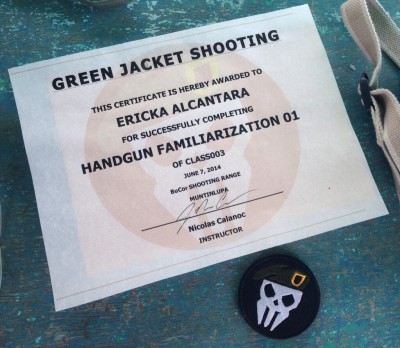 GREEN JACKET SHOOTING
THIS CERTIFICATE IS HEREBY AWARDED TO
ERICKA ALCANTARA
FOR SUCCESSFULLY COMPLETING
HANDGUN FAMILIARIZATION 01
OF CLASS003
JUNE 7, 2014
BoCor SHOOTING RANGE
MUNTINLUPA
Nicolas Calanoc
INSTRUCTOR